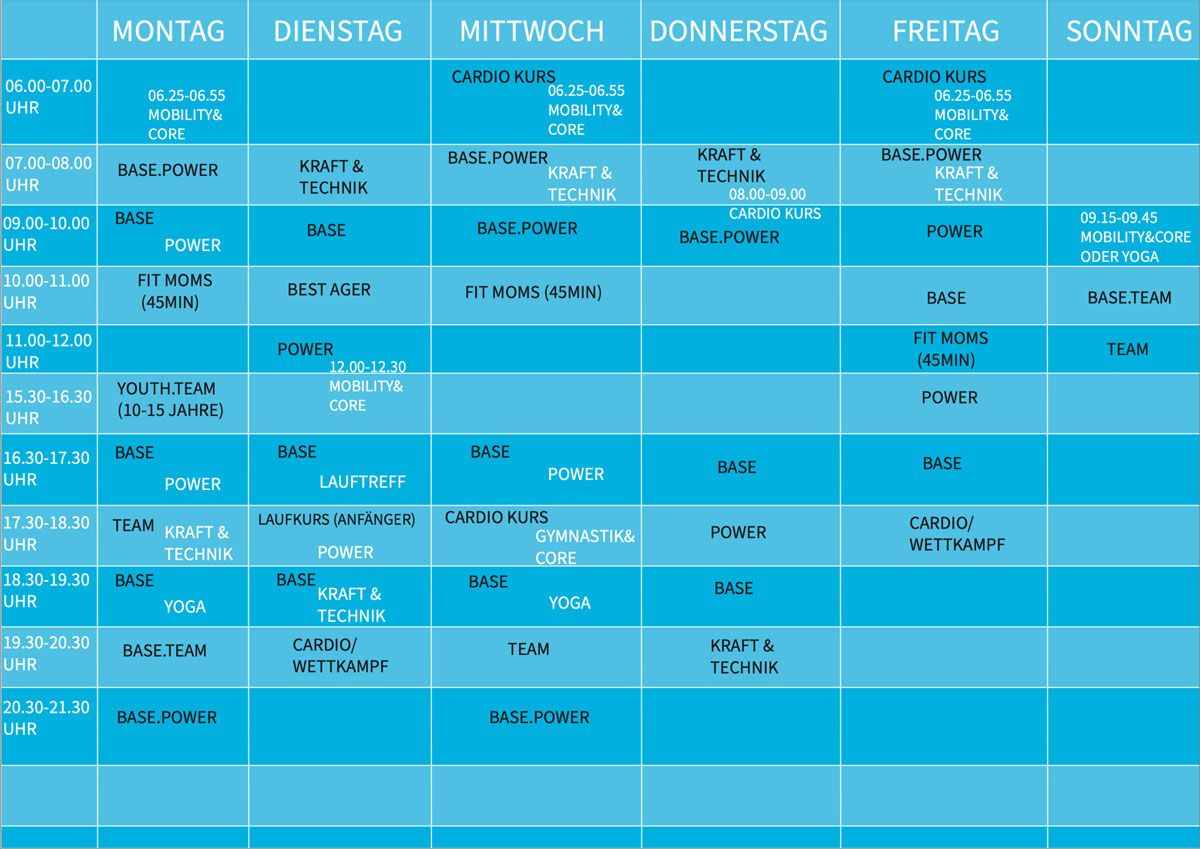 MONTAG DIENSTAG MITTWOCH DONNERSTAG FREITAG SONNTAG
06.00-07.00
UHR
06.25-06.55
MOBILITY&
CORE
CARDIO KURS
06.25-06.55
MOBILITY&
CORE
CARDIO KURS
06.25-06.55
MOBILITY&
CORE
07.00-08.00
UHR
BASE.POWER
KRAFT &
TECHNIK
BASE.POWER
KRAFT &
TECHNIK
KRAFT &
TECHNIK
08.00-09.00
CARDIO KURS
BASE.POWER
KRAFT &
TECHNIK
09.00-10.00
UHR
BASE
POWER
BASE
BASE.POWER
BASE.POWER
POWER
09.15-09.45
MOBILITY&CORE
ODER YOGA
10.00-11.00
UHR
FIT MOMS
(45MIN)
BEST AGER
FIT MOMS (45MIN)
BASE
BASE.TEAM
11.00-12.00
UHR
POWER
12.00-12.30
MOBILITY&
CORE
FIT MOMS
(45MIN)
TEAM
15.30-16.30
UHR
YOUTH.TEAM
(10-15 JAHRE)
POWER
16.30-17.30
UHR
BASE
POWER
BASE
LAUFTREFF
BASE
POWER
BASE
BASE
17.30-18.30
UHR
TEAM
KRAFT &
TECHNIK
LAUFKURS (ANFÄNGER)
POWER
CARDIO KURS
GYMNASTIK&
CORE
POWER
CARDIO/
WETTKAMPF
18.30-19.30
UHR
BASE
YOGA
BASE
KRAFT &
TECHNIK
BASE
YOGA
BASE
19.30-20.30
UHR
BASE.TEAM
CARDIO/
WETTKAMPF
TEAM
KRAFT &
TECHNIK
20.30-21.30
UHR
BASE.POWER
BASE.POWER